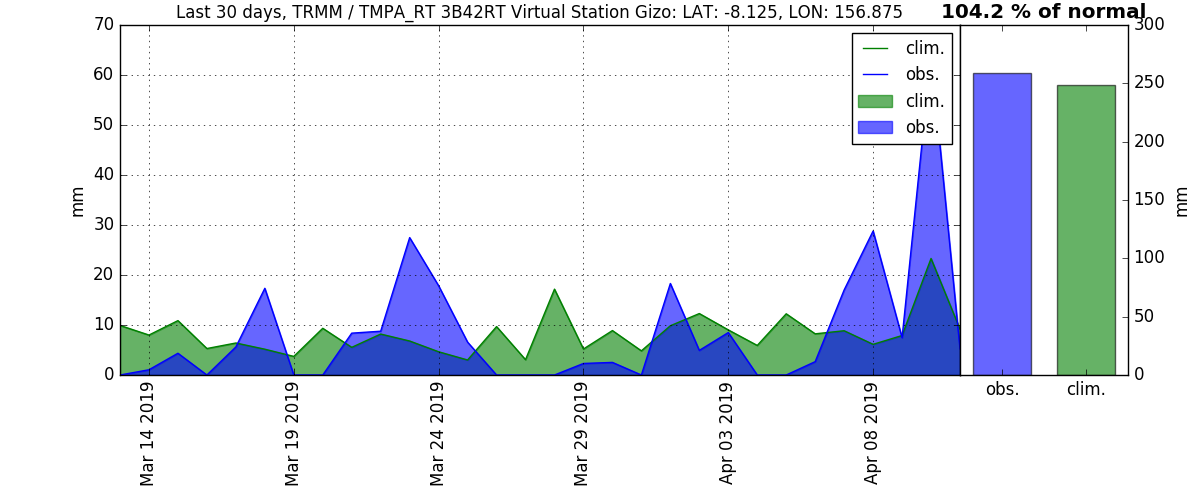 Last 30 days, TRMM / TMPA_RT 3B42RT Virtual Station Gizo: LAT: -8.125, LON: 156.875
104.2 % of normal
70
60
50
40
30
20
10
0
mm
clim.
obs.
clim.
obs.
300
250
200
150
100
50
0
mm
Mar 14 2019
Mar 19 2019
Mar 24 2019
Mar 29 2019
Apr 03 2019
Apr 08 2019
obs.
clim.